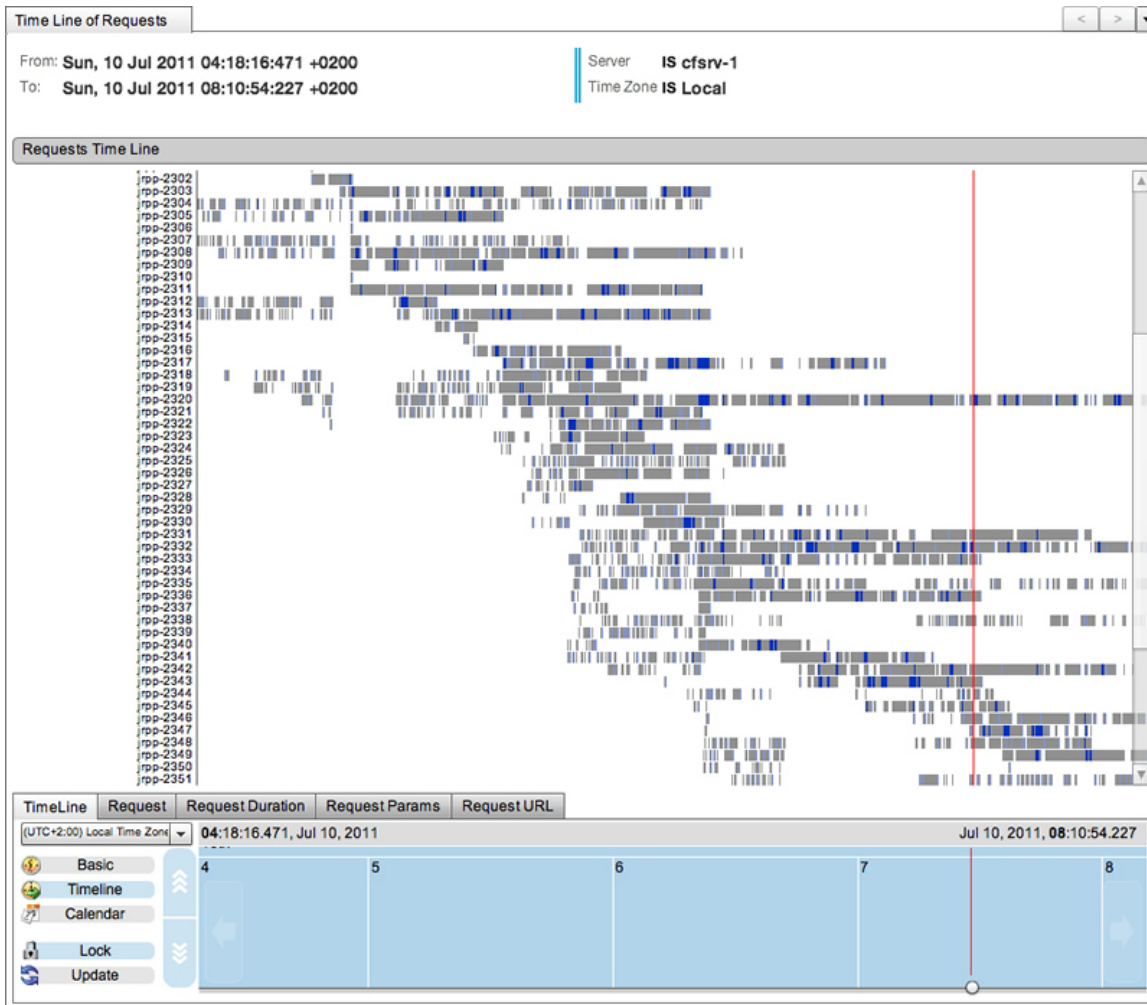 Time Line of Requests
< >
From: Sun, 10 Jul 2011 04:18:16:471 +0200
To: Sun, 10 Jul 2011 08:10:54:227 +0200
Server IS cfsrv-1
Time Zone IS Local
Requests Time Line
jrpp-2302
jrpp-2303
jrpp-2304
jrpp-2305
jrpp-2306
jrpp-2307
jrpp-2308
jrpp-2309
jrpp-2310
jrpp-2311
jrpp-2312
jrpp-2313
jrpp-2314
jrpp-2315
jrpp-2316
jrpp-2317
jrpp-2318
jrpp-2319
jrpp-2320
jrpp-2321
jrpp-2322
jrpp-2323
jrpp-2324
jrpp-2325
jrpp-2326
jrpp-2327
jrpp-2328
jrpp-2329
jrpp-2330
jrpp-2331
jrpp-2332
jrpp-2333
jrpp-2334
jrpp-2335
jrpp-2336
jrpp-2337
jrpp-2338
jrpp-2339
jrpp-2340
jrpp-2341
jrpp-2342
jrpp-2343
jrpp-2344
jrpp-2345
jrpp-2346
jrpp-2347
jrpp-2348
jrpp-2349
jrpp-2350
jrpp-2351
TimeLine Request Request Duration Request Params Request URL
(UTC+2:00) Local Time Zone 04:18:16.471, Jul 10, 2011 Jul 10, 2011, 08:10:54.227
4 5 6 7 8
Basic
Timeline
Calendar
Lock
Update